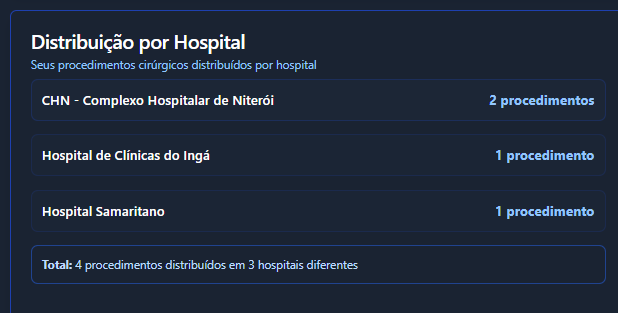 Distribuição por Hospital
Seus procedimentos cirúrgicos distribuídos por hospital
CHN - Complexo Hospitalar de Niterói 2 procedimentos
Hospital de Clínicas do Ingá 1 procedimento
Hospital Samaritano 1 procedimento
Total: 4 procedimentos distribuídos em 3 hospitais diferentes